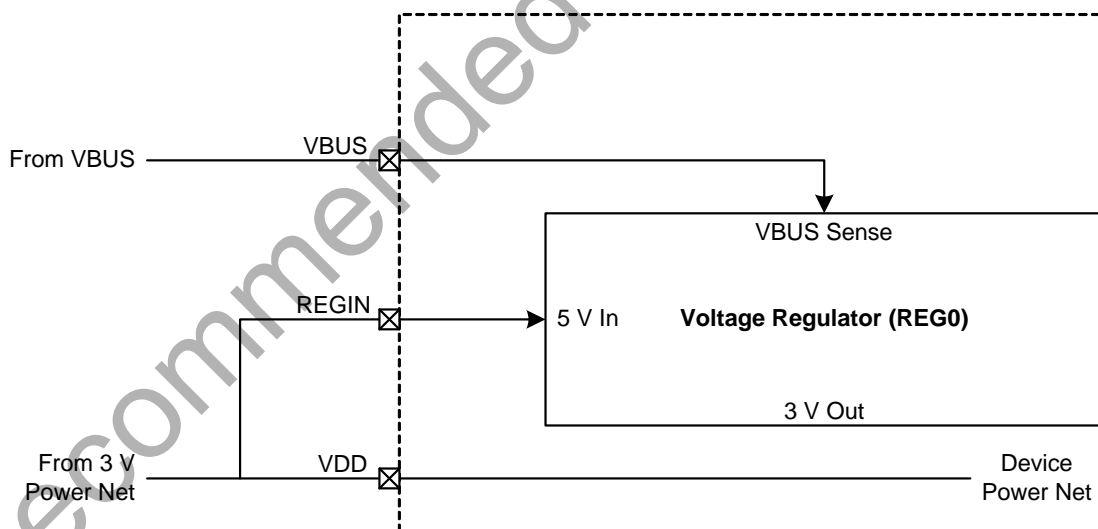 ecommended
VBUS
From VBUS
VBUS Sense
REGIN
5 V In
Voltage Regulator (REG0)
3 V Out
From 3 V
Power Net
VDD
Device
Power Net